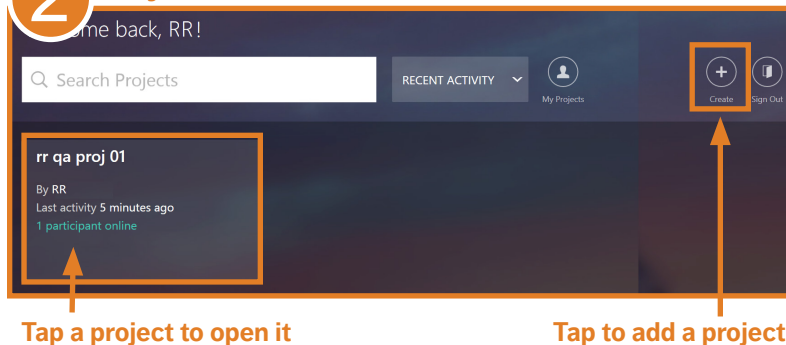 2
me back, RR!
Search Projects
RECENT ACTIVITY
My Projects
Create
Sign Out
rr qa proj 01
By RR
Last activity 5 minutes ago
1 participant online
Tap a project to open it
Tap to add a project